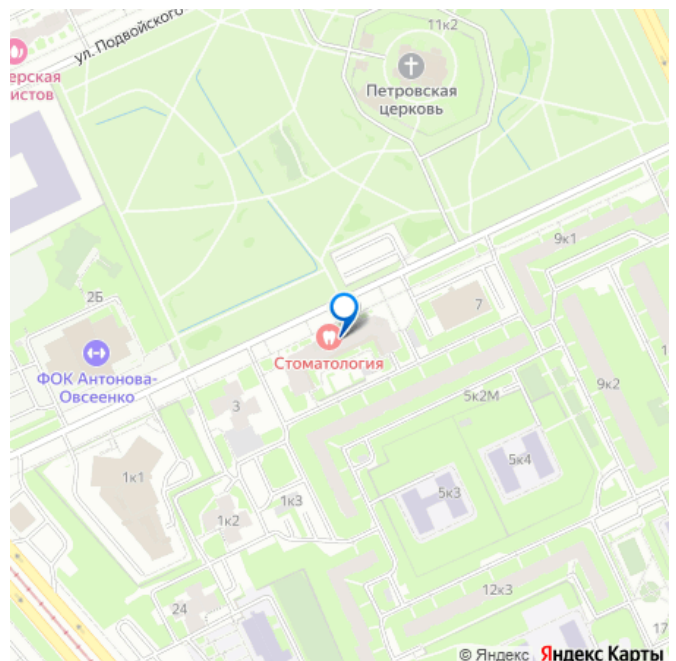 11к2
ул. Подвойского
Петровская
церковь
ерская
истов
9к1
2Б
7
Стоматология
ФОК Антонова-
Овсеенко
9к2
5к2М
3
5к4
1к1
5к3
1к3
1к2
12к3
24
17
1
© Яндекс Яндекс Карты